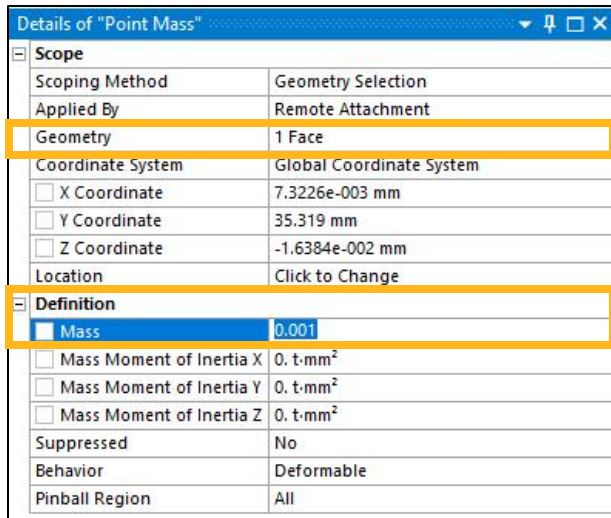 Details of "Point Mass"
Scope
Scoping Method Geometry Selection
Applied By Remote Attachment
Geometry 1 Face
Coordinate System Global Coordinate System
X Coordinate 7.3226e-003 mm
Y Coordinate 35.319 mm
Z Coordinate -1.6384e-002 mm
Location Click to Change
Definition
Mass 0.001
Mass Moment of Inertia X 0. t·mm²
Mass Moment of Inertia Y 0. t·mm²
Mass Moment of Inertia Z 0. t·mm²
Suppressed No
Behavior Deformable
Pinball Region All